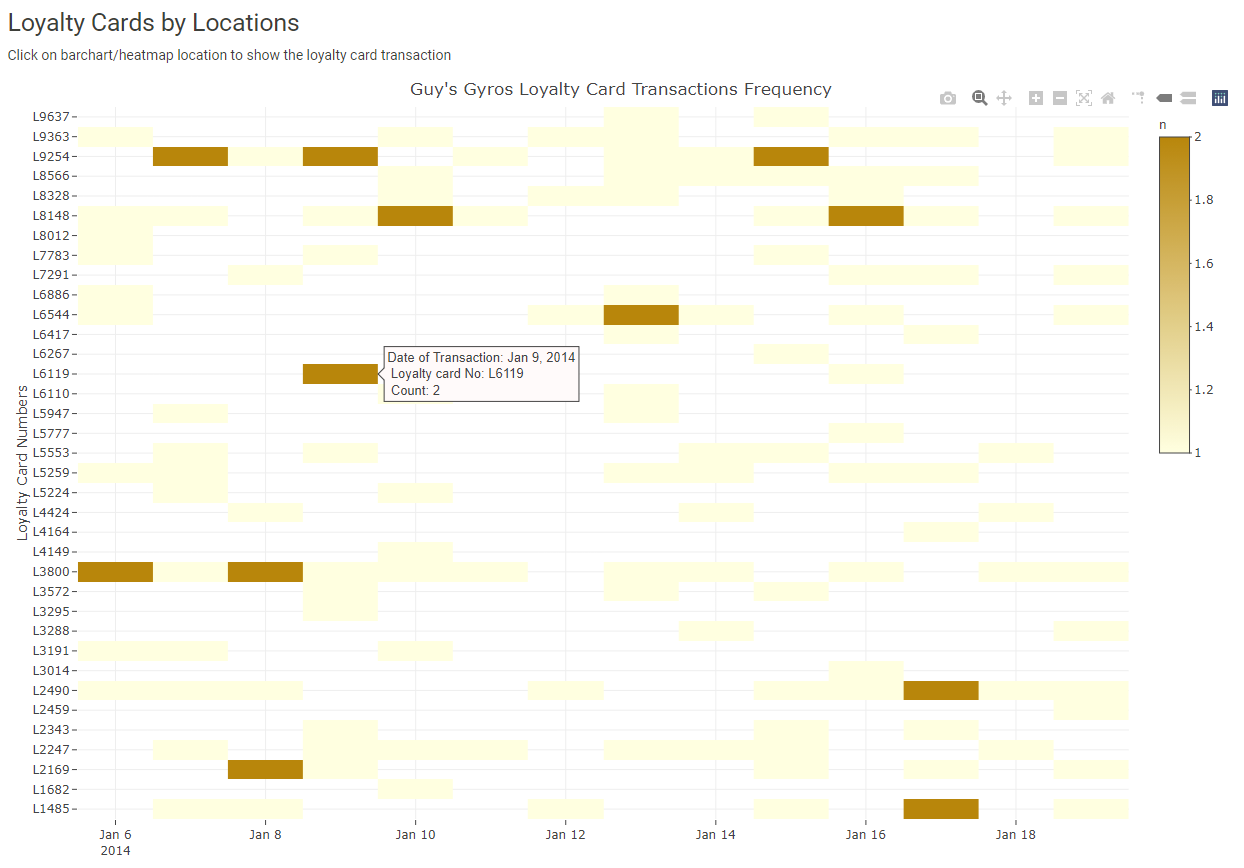 Loyalty Cards by Locations
Click on barchart/heatmap location to show the loyalty card transaction
Guy's Gyros Loyalty Card Transactions Frequency
n
2
1.8
1.6
1.4
1.2
1
Loyalty Card Numbers
L9637
L9363
L9254
L8566
L8328
L8148
L8012
L7783
L7291
L6886
L6544
L6417
L6267
L6119
L6110
L5947
L5777
L5553
L5259
L5224
L4424
L4164
L4149
L3800
L3572
L3295
L3288
L3191
L3014
L2490
L2459
L2343
L2247
L2169
L1682
L1485
Date of Transaction: Jan 9, 2014
Loyalty card No: L6119
Count: 2
Jan 6 Jan 8 Jan 10 Jan 12 Jan 14 Jan 16 Jan 18
2014